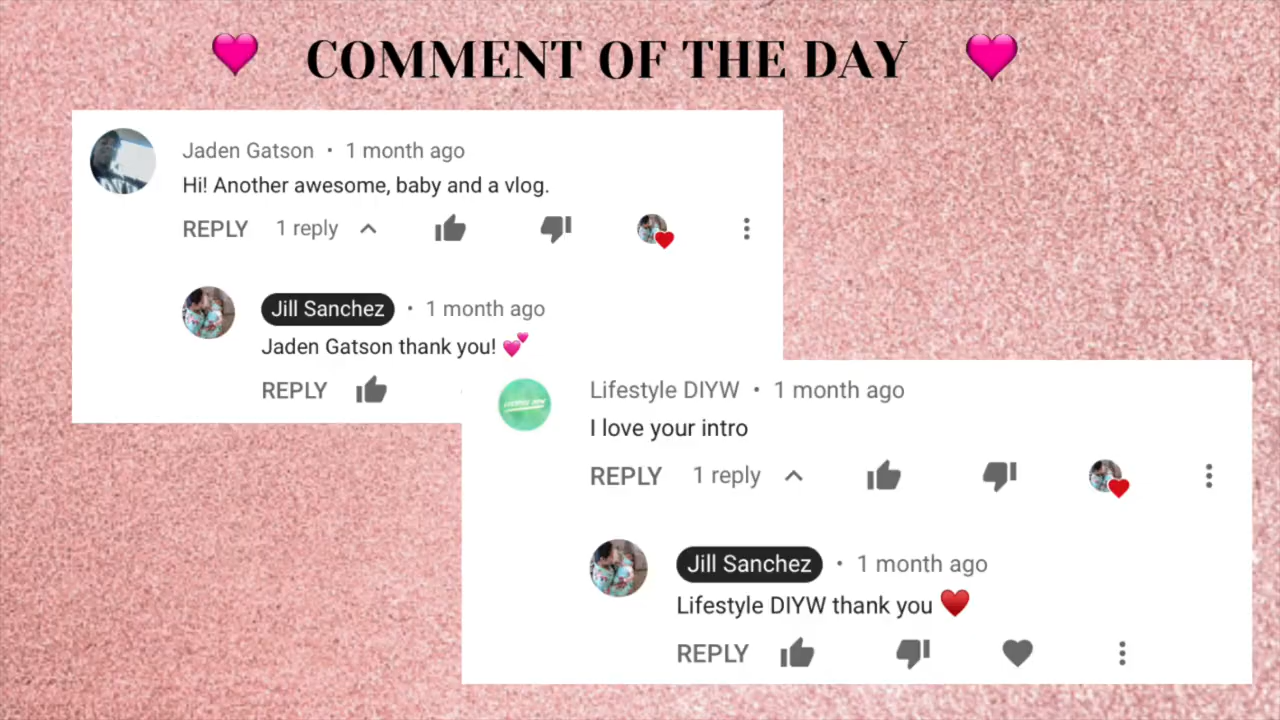 COMMENT OF THE DAY
Jaden Gatson • 1 month ago
Hi! Another awesome, baby and a vlog.
REPLY 1 reply
Jill Sanchez • 1 month ago
Jaden Gatson thank you! 💕
REPLY
LIFESTYLE DIYW
Lifestyle DIYW • 1 month ago
I love your intro
REPLY 1 reply
Jill Sanchez • 1 month ago
Lifestyle DIYW thank you ♥️
REPLY